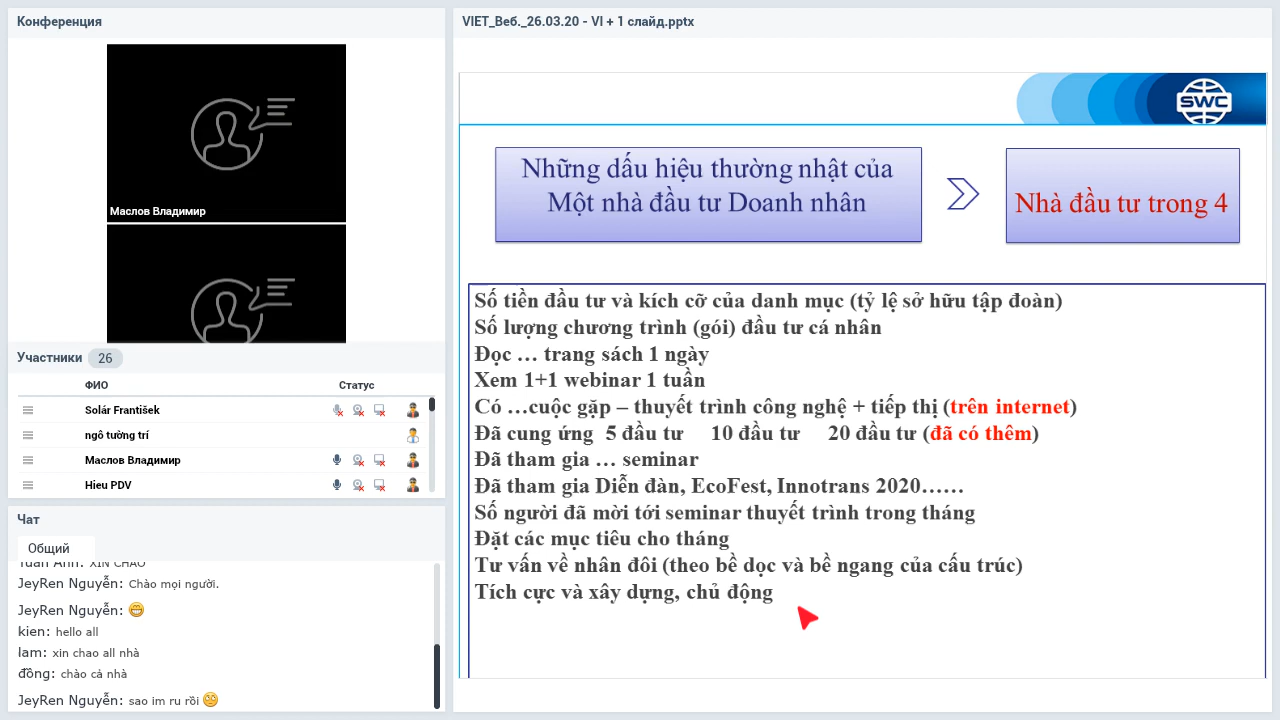 Конференция
Маслов Владимир
Участники 26
ФИО Статус
Solár František
ngô tường trí
Маслов Владимир
Hieu PDV
Чат
Общий
Tuấn Anh: XIN CHAO
JeyRen Nguyễn: Chào mọi người.
JeyRen Nguyễn:
kien: hello all
lam: xin chao all nhà
đồng: chào cả nhà
JeyRen Nguyễn: sao im ru rồi
VIET_Веб._26.03.20 - VI + 1 слайд.pptx
SWC
Những dấu hiệu thường nhật của
Một nhà đầu tư Doanh nhân
Nhà đầu tư trong 4
Số tiền đầu tư và kích cỡ của danh mục (tỷ lệ sở hữu tập đoàn)
Số lượng chương trình (gói) đầu tư cá nhân
Đọc … trang sách 1 ngày
Xem 1+1 webinar 1 tuần
Có …cuộc gặp – thuyết trình công nghệ + tiếp thị (trên internet)
Đã cung ứng 5 đầu tư 10 đầu tư 20 đầu tư (đã có thêm)
Đã tham gia … seminar
Đã tham gia Diễn đàn, EcoFest, Innotrans 2020……
Số người đã mời tới seminar thuyết trình trong tháng
Đặt các mục tiêu cho tháng
Tư vấn về nhân đôi (theo bề dọc và bề ngang của cấu trúc)
Tích cực và xây dựng, chủ động